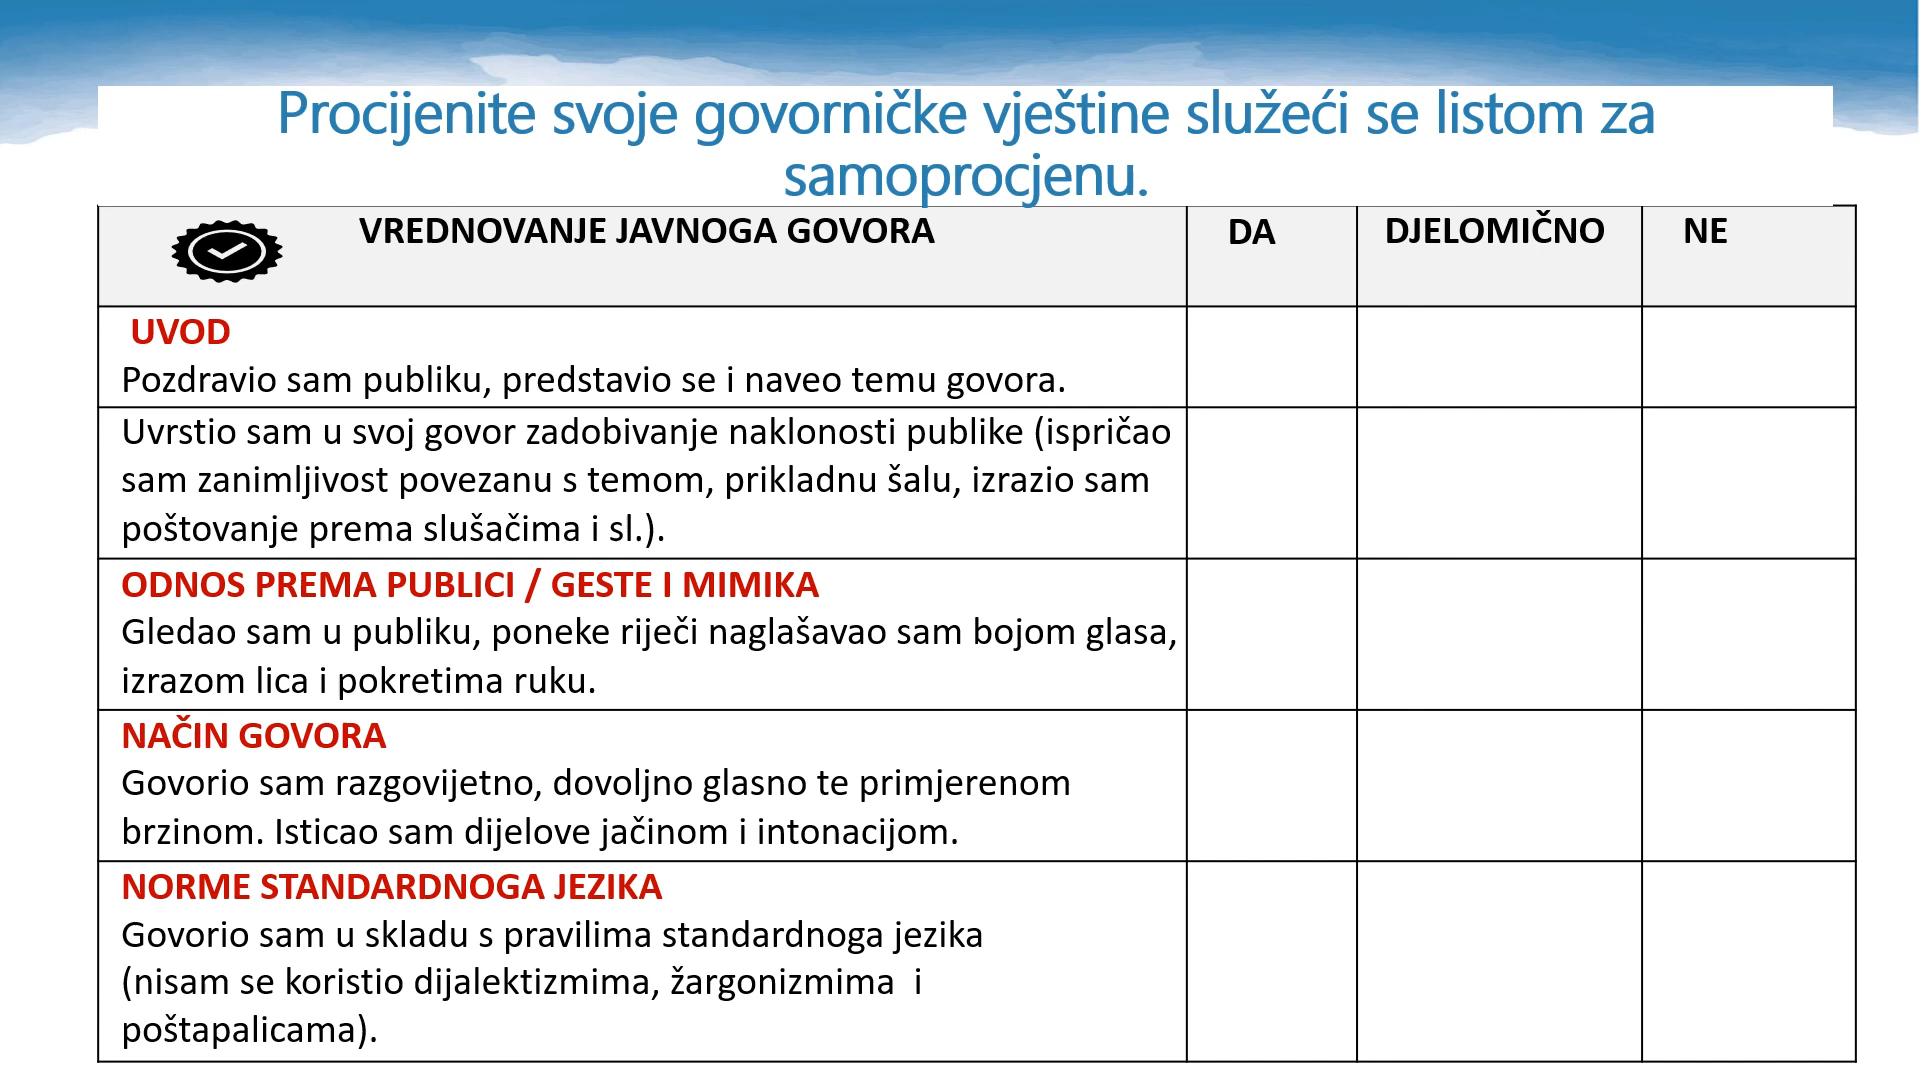 Procijenite svoje govorničke vještine služeći se listom za
samoprocjenu.
VREDNOVANJE JAVNOGA GOVORA DA DJELOMIČNO NE
UVOD
Pozdravio sam publiku, predstavio se i naveo temu govora.
Uvrstio sam u svoj govor zadobivanje naklonosti publike (ispričao
sam zanimljivost povezanu s temom, prikladnu šalu, izrazio sam
poštovanje prema slušačima i sl.).
ODNOS PREMA PUBLICI / GESTE I MIMIKA
Gledao sam u publiku, poneke riječi naglašavao sam bojom glasa,
izrazom lica i pokretima ruku.
NAČIN GOVORA
Govorio sam razgovijetno, dovoljno glasno te primjerenom
brzinom. Isticao sam dijelove jačinom i intonacijom.
NORME STANDARDNOGA JEZIKA
Govorio sam u skladu s pravilima standardnoga jezika
(nisam se koristio dijalektizmima, žargonizmima i
poštapalicama).